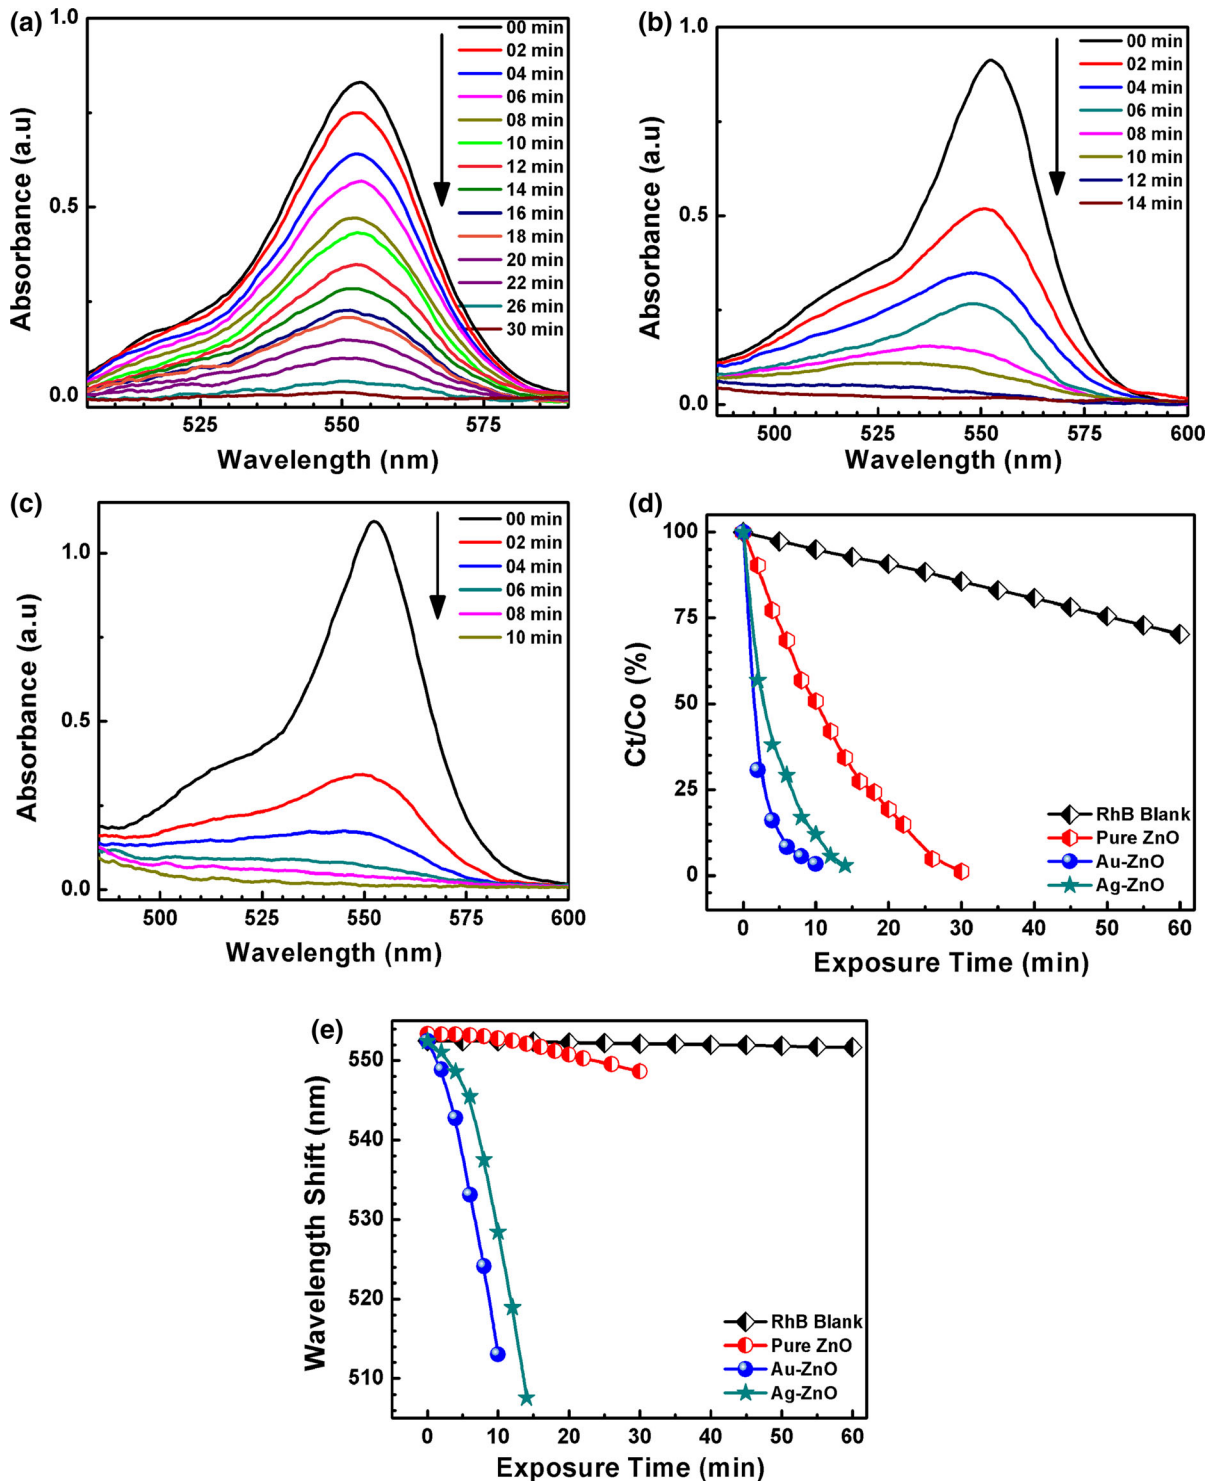 (a)
1.0
0.5
0.0
Absorbance (a.u)
525
550
575
Wavelength (nm)
00 min
02 min
04 min
06 min
08 min
10 min
12 min
14 min
16 min
18 min
20 min
22 min
26 min
30 min
(b)
1.0
0.5
0.0
Absorbance (a.u)
500
525
550
575
600
Wavelength (nm)
00 min
02 min
04 min
06 min
08 min
10 min
12 min
14 min
(c)
1.0
0.5
0.0
Absorbance (a.u)
500
525
550
575
600
Wavelength (nm)
00 min
02 min
04 min
06 min
08 min
10 min
(d)
100
75
50
25
0
Ct/Co (%)
0
10
20
30
40
50
60
Exposure Time (min)
RhB Blank
Pure ZnO
Au-ZnO
Ag-ZnO
(e)
550
540
530
520
510
Wavelength Shift (nm)
0
10
20
30
40
50
60
Exposure Time (min)
RhB Blank
Pure ZnO
Au-ZnO
Ag-ZnO